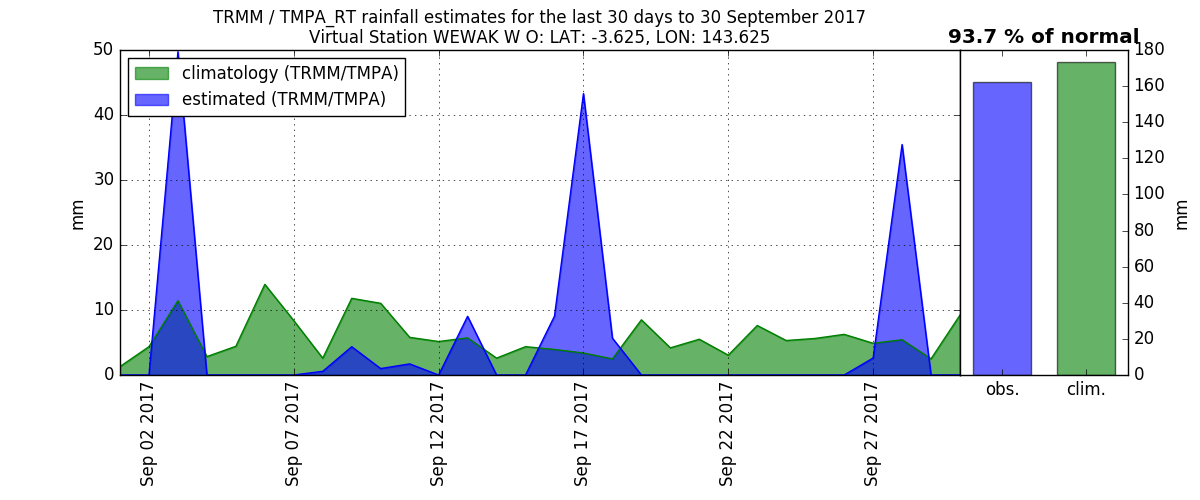 TRMM / TMPA_RT rainfall estimates for the last 30 days to 30 September 2017
Virtual Station WEWAK W O: LAT: -3.625, LON: 143.625
93.7 % of normal
climatology (TRMM/TMPA)
estimated (TRMM/TMPA)
50
40
30
20
10
0
mm
180
160
140
120
100
80
60
40
20
0
mm
Sep 02 2017
Sep 07 2017
Sep 12 2017
Sep 17 2017
Sep 22 2017
Sep 27 2017
obs.
clim.